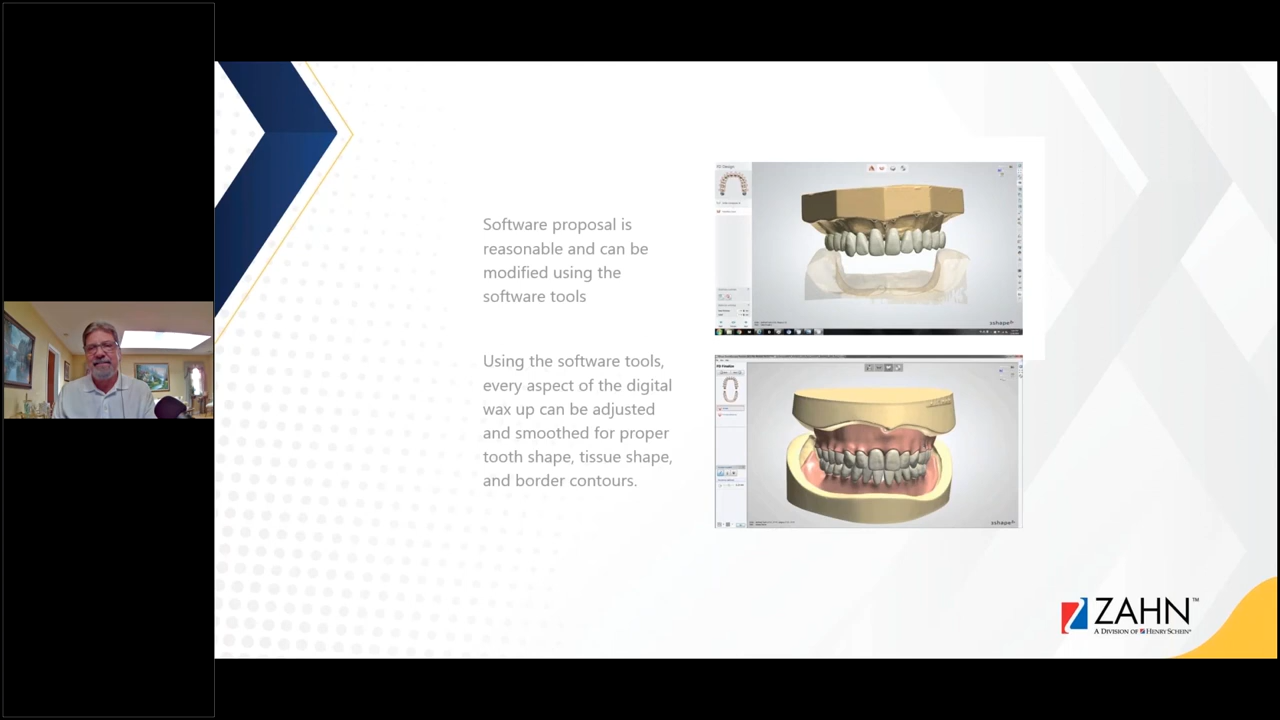 Software proposal is
reasonable and can be
modified using the
software tools
Using the software tools,
every aspect of the digital
wax up can be adjusted
and smoothed for proper
tooth shape, tissue shape,
and border contours.
3shape
3shape
ZAHN™
A DIVISION OF HENRY SCHEIN®